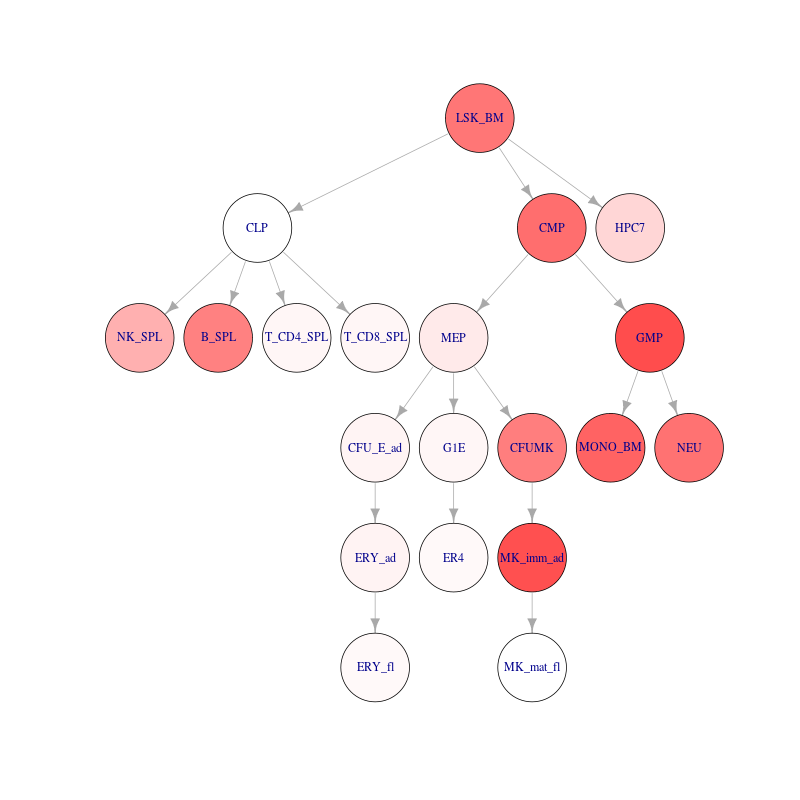 LSK_BM
CLP
CMP
HPC7
NK_SPL
B_SPL
T_CD4_SPL
T_CD8_SPL
MEP
GMP
CFU_E_ad
G1E
CFUMK
MONO_BM
NEU
ERY_ad
ER4
MK_imm_ad
ERY_fl
MK_mat_fl